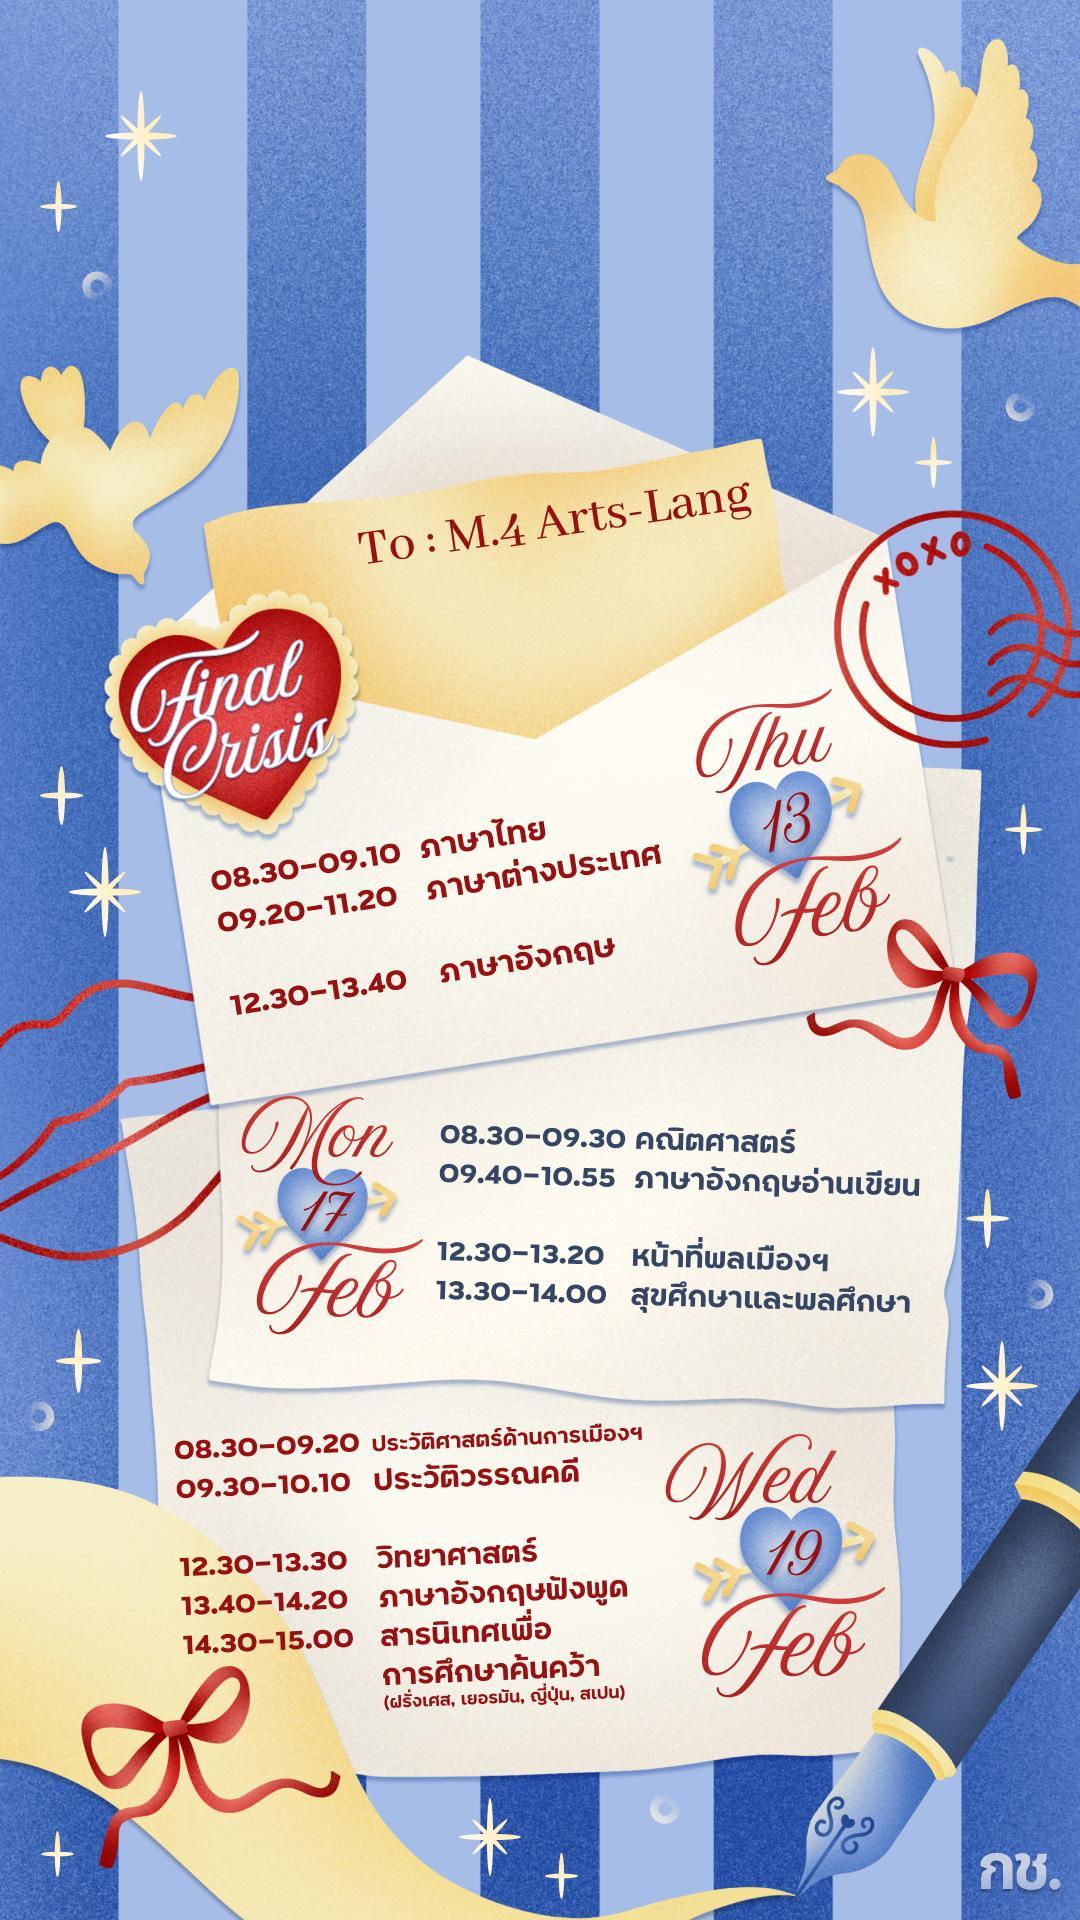 To : M.4 Arts-Lang
xoxo
Final
Crisis
Thu
13
Feb
08.30-09.10 ภาษาไทย
09.20-11.20 ภาษาต่างประเทศ
12.30-13.40 ภาษาอังกฤษ
Mon
17
Feb
08.30-09.30 คณิตศาสตร์
09.40-10.55 ภาษาอังกฤษอ่านเขียน
12.30-13.20 หน้าที่พลเมืองฯ
13.30-14.00 สุขศึกษาและพลศึกษา
Wed
19
Feb
08.30-09.20 ประวัติศาสตร์ด้านการเมืองฯ
09.30-10.10 ประวัติวรรณคดี
12.30-13.30 วิทยาศาสตร์
13.40-14.20 ภาษาอังกฤษฟังพูด
14.30-15.00 สารนิเทศเพื่อ
การศึกษาค้นคว้า
(ฝรั่งเศส, เยอรมัน, ญี่ปุ่น, สเปน)
กช.